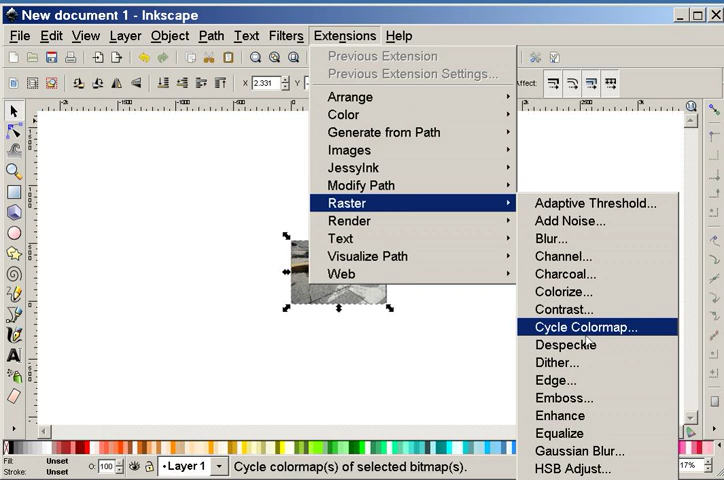 New document 1 - Inkscape
File Edit View Layer Object Path Text Filters Extensions Help
X 2.331 Y
Affect:
Previous Extension
Previous Extension Settings...
Arrange
Color
Generate from Path
Images
JessyInk
Modify Path
Raster
Render
Text
Visualize Path
Web
Adaptive Threshold...
Add Noise...
Blur...
Channel...
Charcoal...
Colorize...
Contrast...
Cycle Colormap...
Despeckle
Dither...
Edge...
Emboss...
Enhance
Equalize
Gaussian Blur...
HSB Adjust...
Fill: Unset
Stroke: Unset
O: 100
Layer 1
Cycle colormap(s) of selected bitmap(s).
17%